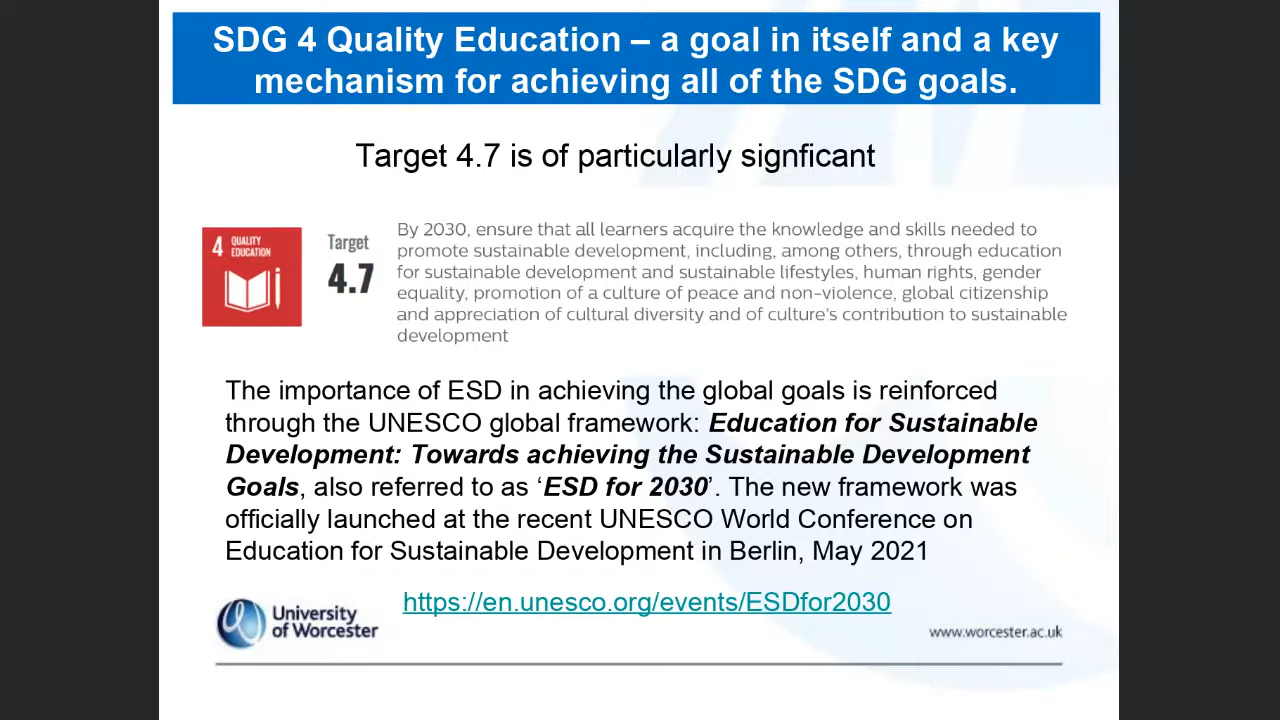 SDG 4 Quality Education – a goal in itself and a key
mechanism for achieving all of the SDG goals.
Target 4.7 is of particularly signficant
4 QUALITY
EDUCATION
Target
4.7
By 2030, ensure that all learners acquire the knowledge and skills needed to
promote sustainable development, including, among others, through education
for sustainable development and sustainable lifestyles, human rights, gender
equality, promotion of a culture of peace and non-violence, global citizenship
and appreciation of cultural diversity and of culture's contribution to sustainable
development
The importance of ESD in achieving the global goals is reinforced
through the UNESCO global framework: Education for Sustainable
Development: Towards achieving the Sustainable Development
Goals, also referred to as ‘ESD for 2030’. The new framework was
officially launched at the recent UNESCO World Conference on
Education for Sustainable Development in Berlin, May 2021
https://en.unesco.org/events/ESDfor2030
University
of Worcester
www.worcester.ac.uk